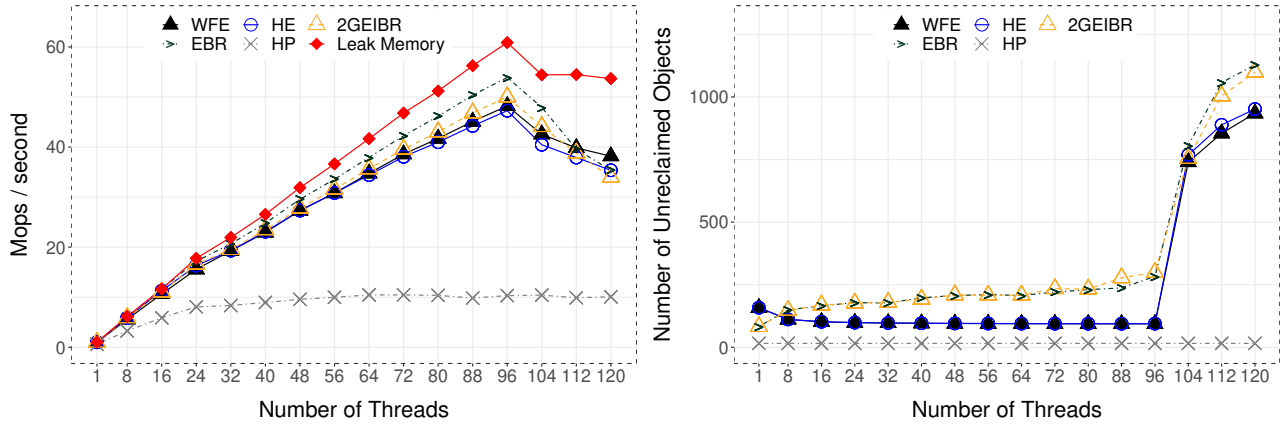 WFE HE 2GEIBR
EBR HP Leak Memory
Mops / second
60
40
20
0
1 8 16 24 32 40 48 56 64 72 80 88 96 104 112 120
Number of Threads
WFE HE 2GEIBR
EBR HP
Number of Unreclaimed Objects
1000
500
0
1 8 16 24 32 40 48 56 64 72 80 88 96 104 112 120
Number of Threads